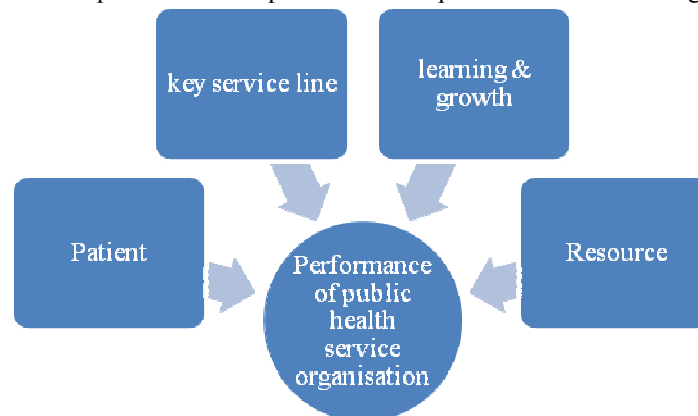 key service line
learning &
growth
Patient
Resource
Performance
of public
health
service
organisation